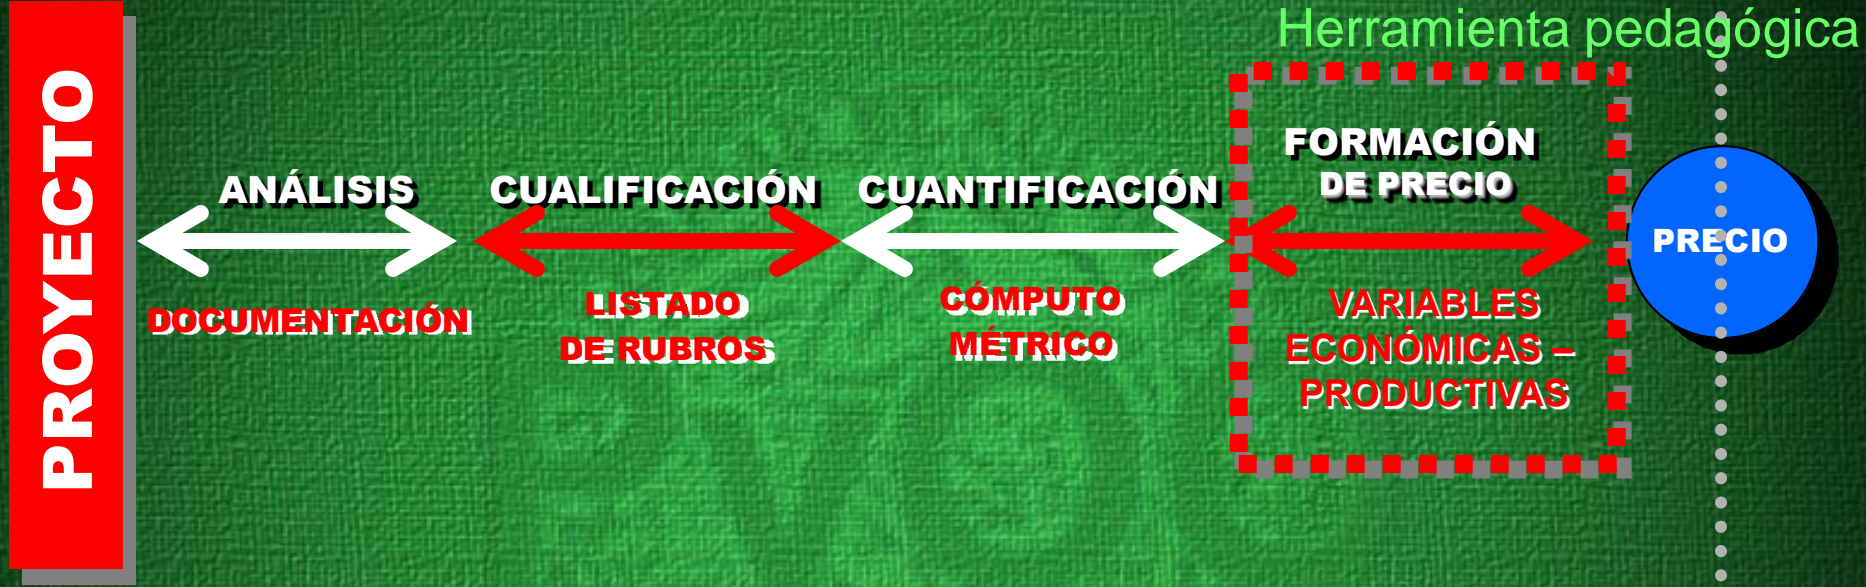 Herramienta pedagógica
PROYECTO
ANÁLISIS
DOCUMENTACIÓN
CUALIFICACIÓN
LISTADO
DE RUBROS
CUANTIFICACIÓN
CÓMPUTO
MÉTRICO
FORMACIÓN
DE PRECIO
VARIABLES
ECONÓMICAS –
PRODUCTIVAS
PRECIO